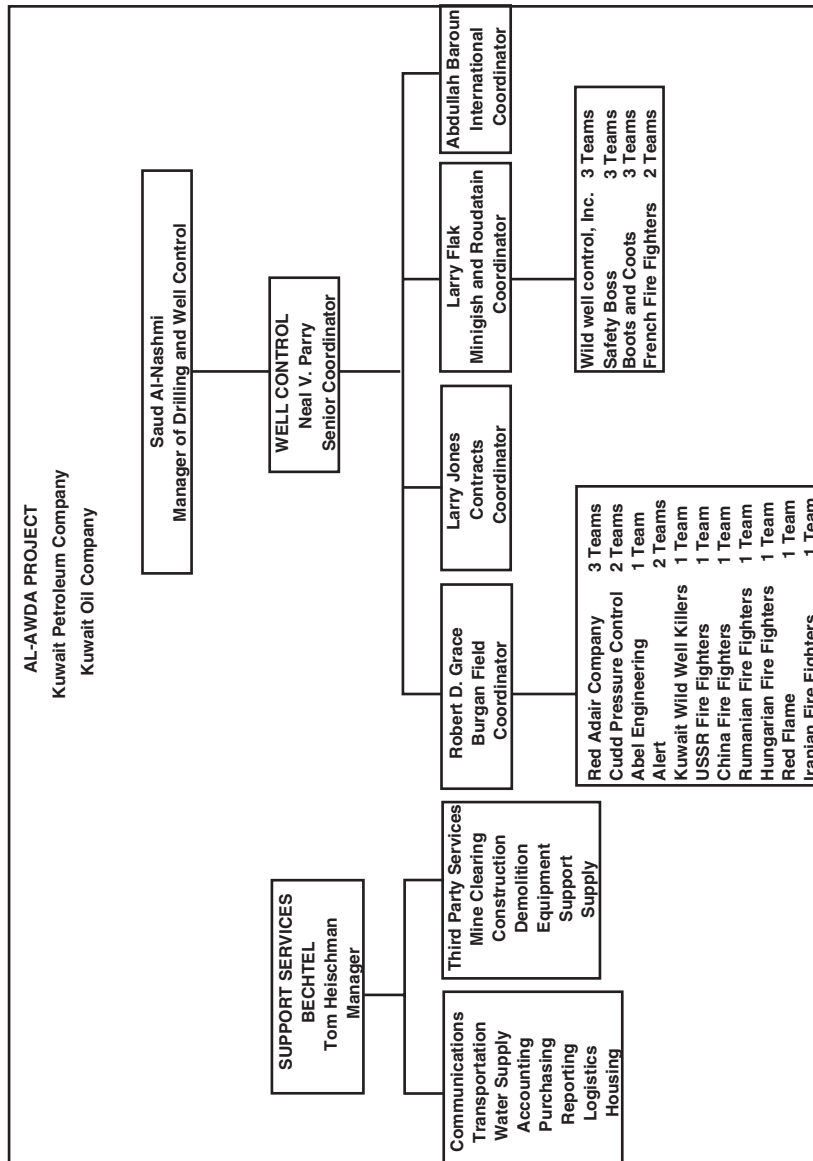 AL-AWDA PROJECT
Kuwait Petroleum Company
Kuwait Oil Company
Saud Al-Nashmi
Manager of Drilling and Well Control
SUPPORT SERVICES
BECHTEL
Tom Heischman
Manager
WELL CONTROL
Neal V. Parry
Senior Coordinator
Communications
Transportation
Water Supply
Accounting
Purchasing
Reporting
Logistics
Housing
Third Party Services
Mine Clearing
Construction
Demolition
Equipment
Support
Supply
Robert D. Grace
Burgan Field
Coordinator
Larry Jones
Contracts
Coordinator
Larry Flak
Minigish and Roudatain
Coordinator
Abdullah Baroun
International
Coordinator
Red Adair Company 3 Teams
Cudd Pressure Control 2 Teams
Abel Engineering 1 Team
Alert 2 Teams
Kuwait Wild Well Killers 1 Team
USSR Fire Fighters 1 Team
China Fire Fighters 1 Team
Rumanian Fire Fighters 1 Team
Hungarian Fire Fighters 1 Team
Red Flame 1 Team
Iranian Fire Fighters 1 Team
Wild well control, Inc. 3 Teams
Safety Boss 3 Teams
Boots and Coots 3 Teams
French Fire Fighters 2 Teams